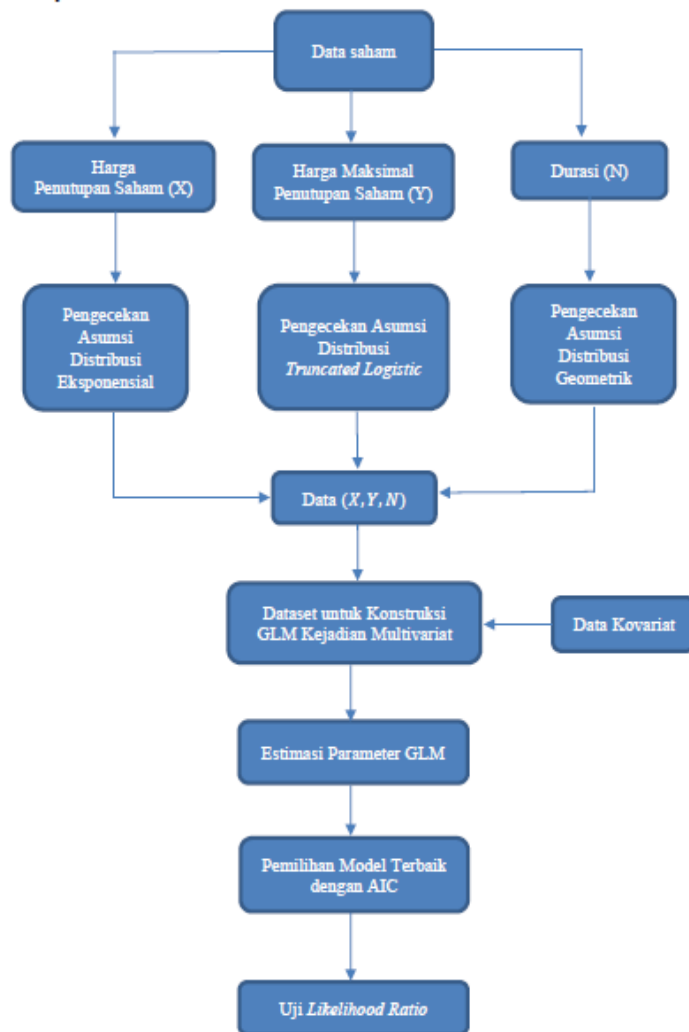 Data saham
Harga
Penutupan Saham (X)
Harga Maksimal
Penutupan Saham (Y)
Durasi (N)
Pengecekan
Asumsi
Distribusi
Eksponensial
Pengecekan Asumsi
Distribusi
Truncated Logistic
Pengecekan
Asumsi
Distribusi
Geometrik
Data (X,Y,N)
Dataset untuk Konstruksi
GLM Kejadian Multivariat
Data Kovariat
Estimasi Parameter GLM
Pemilihan Model Terbaik
dengan AIC
Uji Likelihood Ratio